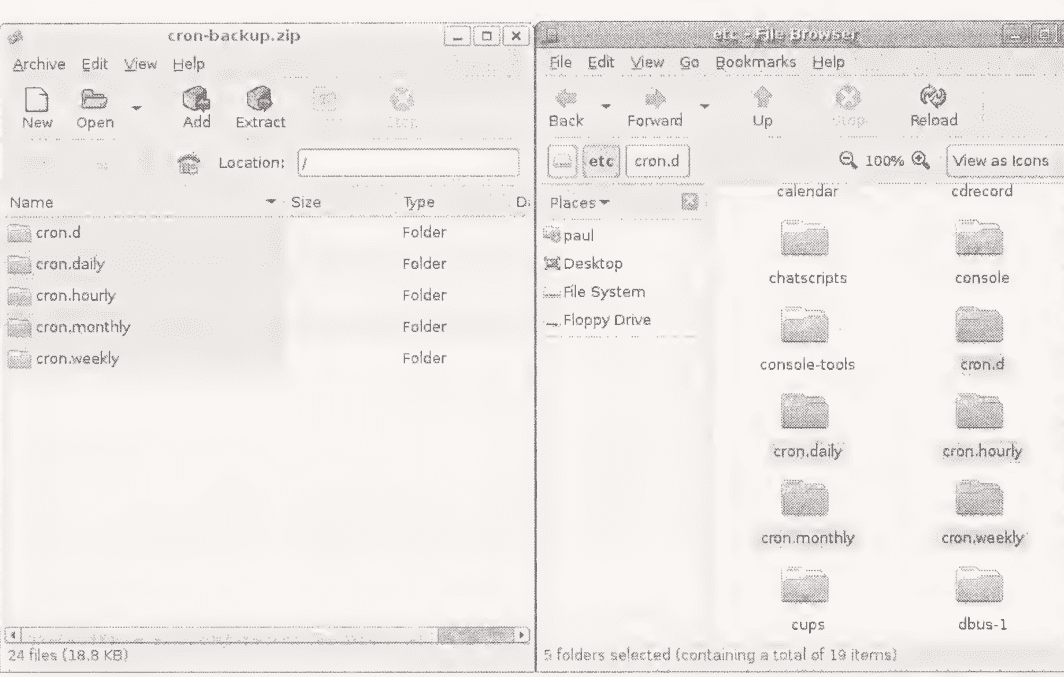 cron-backup.zip
Archive Edit View Help
New Open Add Extract
Location: /
Name Size Type
cron.d Folder
cron.daily Folder
cron.hourly Folder
cron.monthly Folder
cron.weekly Folder
24 files (18.8 KB)
etc - File Browser
File Edit View Go Bookmarks Help
Back Forward Up Stop Reload
etc cron.d 100% View as Icons
Places
paul
Desktop
File System
Floppy Drive
calendar cdrecord
chatscripts console
console-tools cron.d
cron.daily cron.hourly
cron.monthly cron.weekly
cups dbus-1
5 folders selected (containing a total of 19 items)